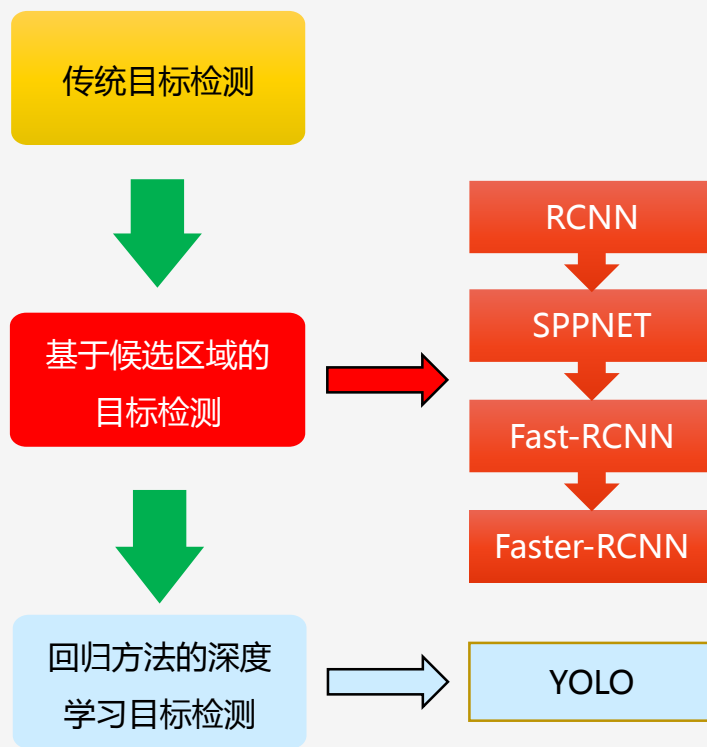 传统目标检测
RCNN
SPPNET
基于候选区域的
目标检测
Fast-RCNN
Faster-RCNN
回归方法的深度
学习目标检测
YOLO